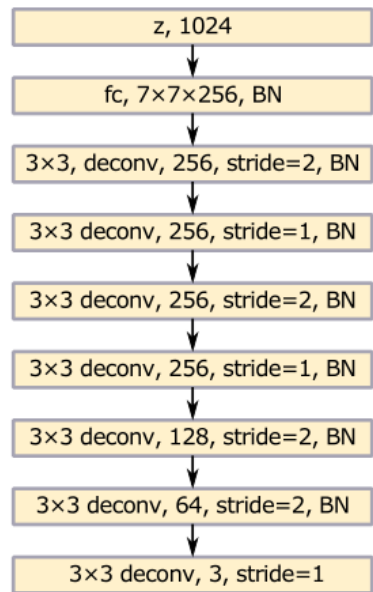 z, 1024
fc, 7×7×256, BN
3×3, deconv, 256, stride=2, BN
3×3 deconv, 256, stride=1, BN
3×3 deconv, 256, stride=2, BN
3×3 deconv, 256, stride=1, BN
3×3 deconv, 128, stride=2, BN
3×3 deconv, 64, stride=2, BN
3×3 deconv, 3, stride=1